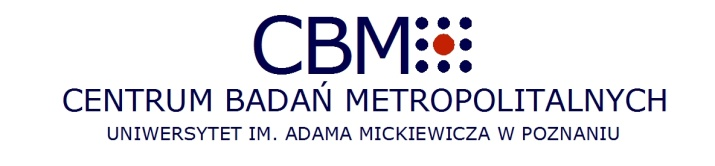 CBM
CENTRUM BADAŃ METROPOLITALNYCH
UNIWERSYTET IM. ADAMA MICKIEWICZA W POZNANIU